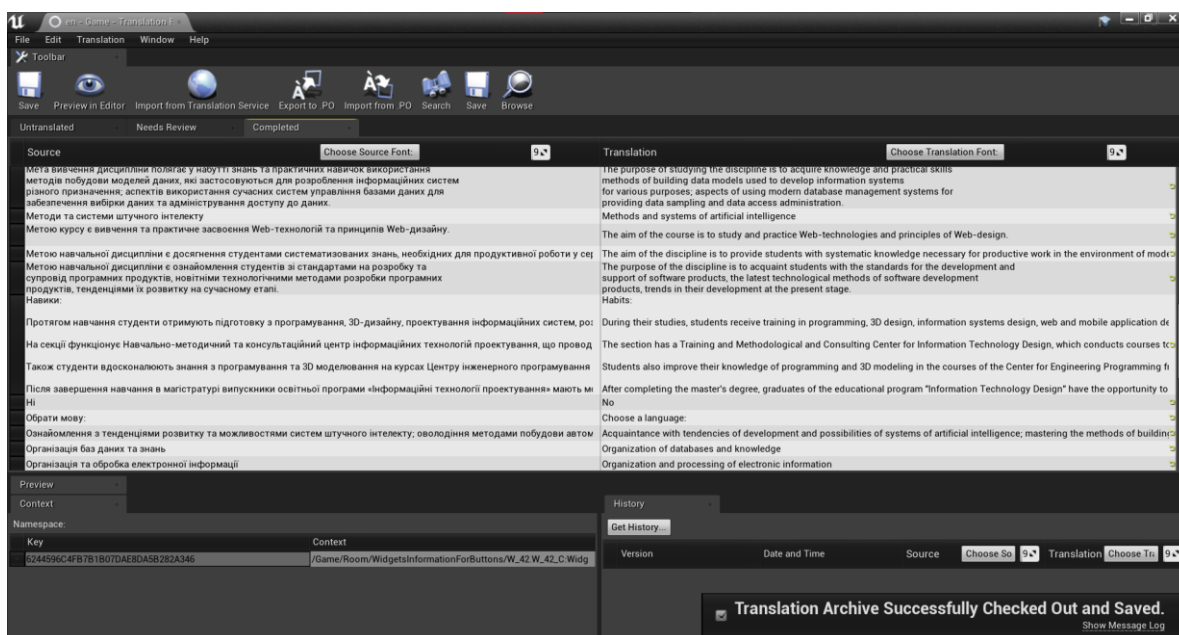 en - Game - Translation E
File Edit Translation Window Help
Toolbar
Save Preview in Editor Import from Translation Service Export to .PO Import from .PO Search Save Browse
Untranslated Needs Review Completed
Source Choose Source Font: 9 Translation Choose Translation Font: 9
Мета вивчення дисципліни полягає у набутті знань та практичних навичок використання
методів побудови моделей даних, які застосовуються для розроблення інформаційних систем
різного призначення; аспектів використання сучасних систем управління базами даних для
забезпечення вибірки даних та адміністрування доступу до даних.
The purpose of studying the discipline is to acquire knowledge and practical skills
methods of building data models used to develop information systems
for various purposes; aspects of using modern database management systems for
providing data sampling and data access administration.
Методи та системи штучного інтелекту Methods and systems of artificial intelligence
Метою курсу є вивчення та практичне засвоєння Web-технологій та принципів Web-дизайну.
The aim of the course is to study and practice Web-technologies and principles of Web-design.
Метою навчальної дисципліни є досягнення студентами систематизованих знань, необхідних для продуктивної роботи у сер
The aim of the discipline is to provide students with systematic knowledge necessary for productive work in the environment of mode
Метою навчальної дисципліни є ознайомлення студентів зі стандартами на розробку та
супровід програмних продуктів, новітніми технологічними методами розробки програмних
продуктів, тенденціями їх розвитку на сучасному етапі.
The purpose of the discipline is to acquaint students with the standards for the development and
support of software products, the latest technological methods of software development
products, trends in their development at the present stage.
Навики: Habits:
Протягом навчання студенти отримують підготовку з програмування, 3D-дизайну, проектування інформаційних систем, роз
During their studies, students receive training in programming, 3D design, information systems design, web and mobile application de
На секції функціонує Навчально-методичний та консультаційний центр інформаційних технологій проектування, що провод
The section has a Training and Methodological and Consulting Center for Information Technology Design, which conducts courses to
Також студенти вдосконалюють знання з програмування та 3D моделювання на курсах Центру інженерного програмування
Students also improve their knowledge of programming and 3D modeling in the courses of the Center for Engineering Programming fr
Після завершення навчання в магістратурі випускники освітньої програми «Інформаційні технології проектування» мають мо
After completing the master's degree, graduates of the educational program "Information Technology Design" have the opportunity to
Ні No
Обрати мову: Choose a language:
Ознайомлення з тенденціями розвитку та можливостями систем штучного інтелекту; оволодіння методами побудови автом
Acquaintance with tendencies of development and possibilities of systems of artificial intelligence; mastering the methods of building
Організація баз даних та знань Organization of databases and knowledge
Організація та обробка електронної інформації Organization and processing of electronic information
Preview
Context History
Namespace: Get History...
Key Context
6244596C4FB7B1B07DAE8DA5B282A346 /Game/Room/WidgetsInformationForButtons/W_42.W_42_C:Widg
Version Date and Time Source Choose So 9 Translation Choose Tr 9
Translation Archive Successfully Checked Out and Saved.
Show Message Log